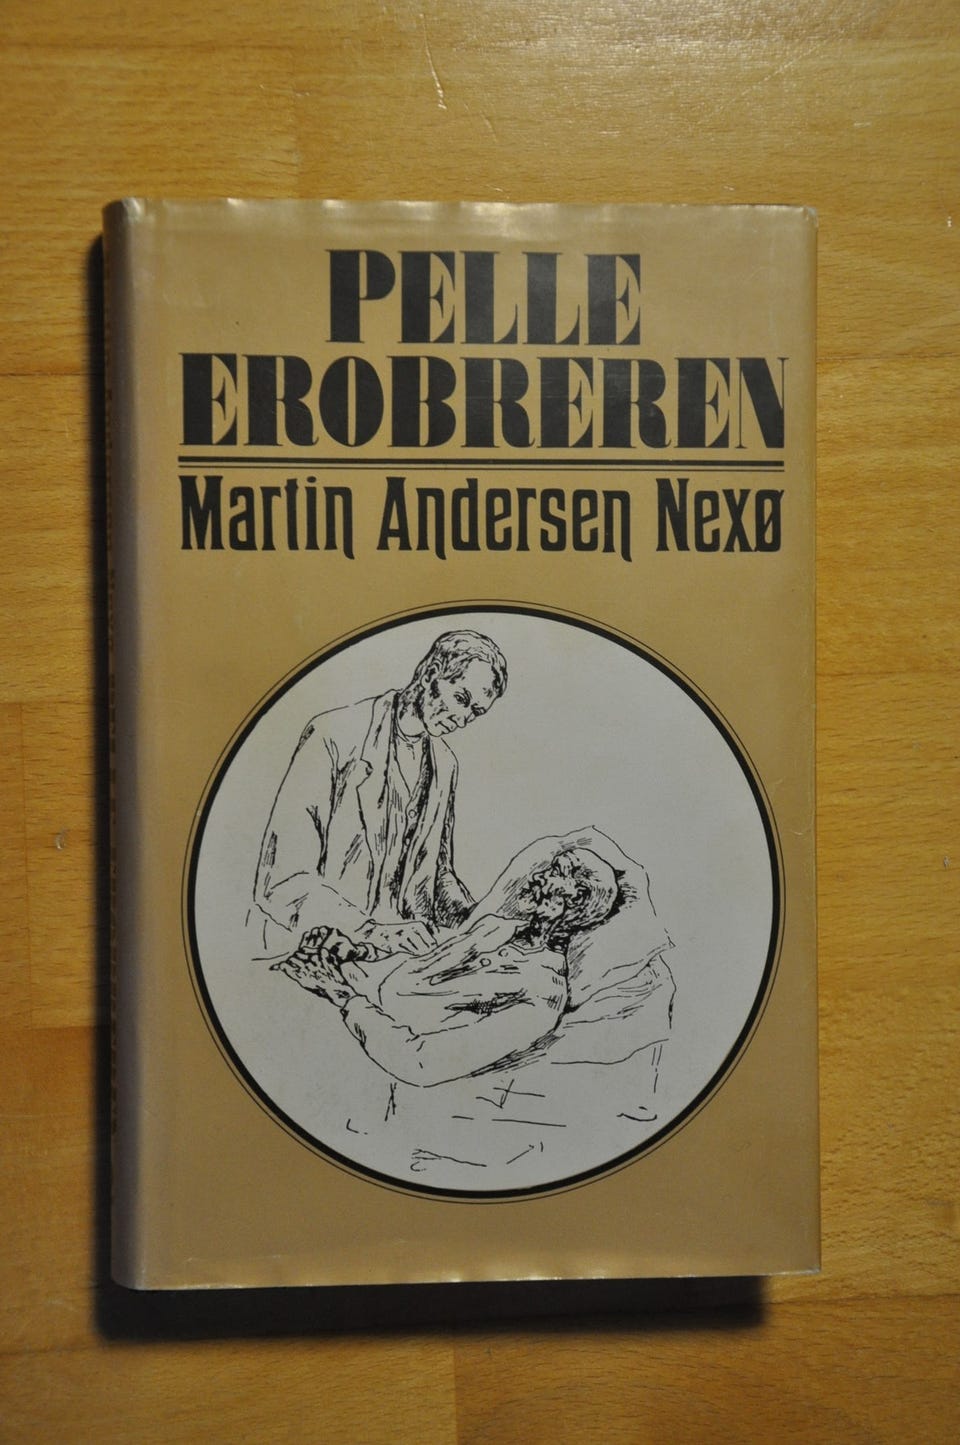 PELLE
EROBREREN
Martin Andersen Nexø